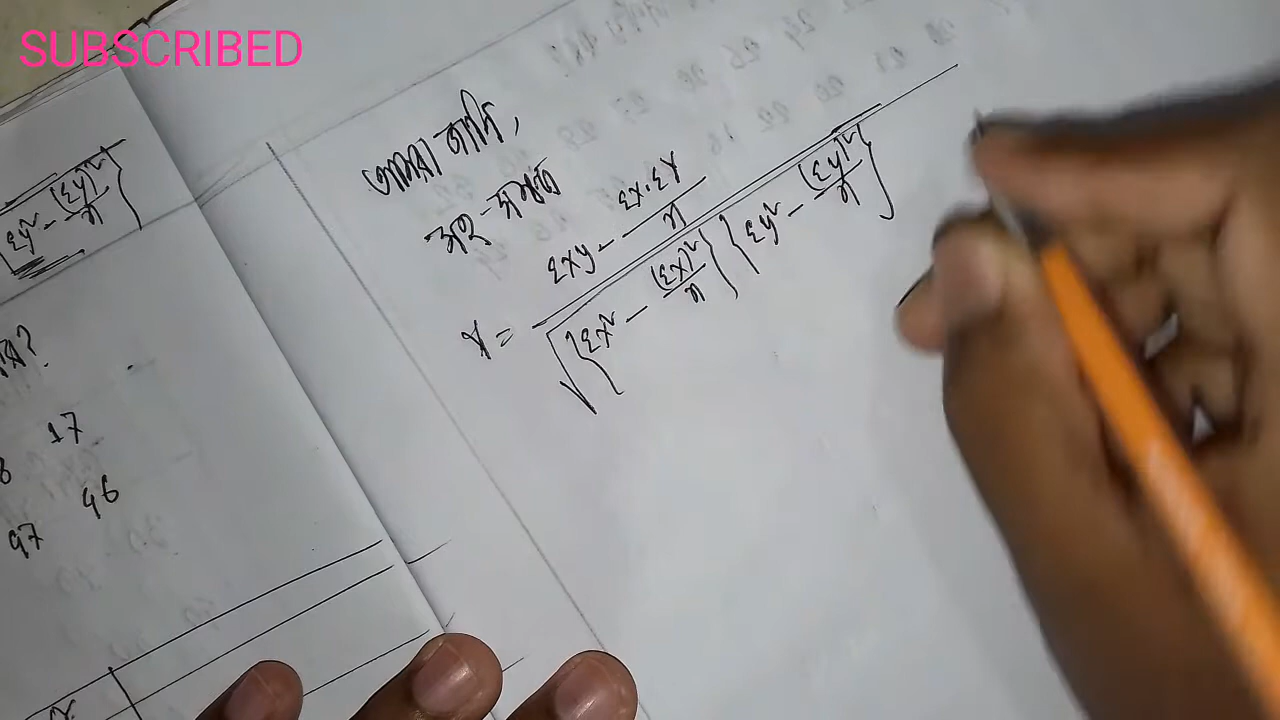 SUBSCRIBED
Σy² - (Σy)²/n
?
17
46
97
আমরা জানি,
সহ-সম্পর্ক
r = (Σxy - Σx·Σy/n) / √{Σx² - (Σx)²/n}{Σy² - (Σy)²/n}
x